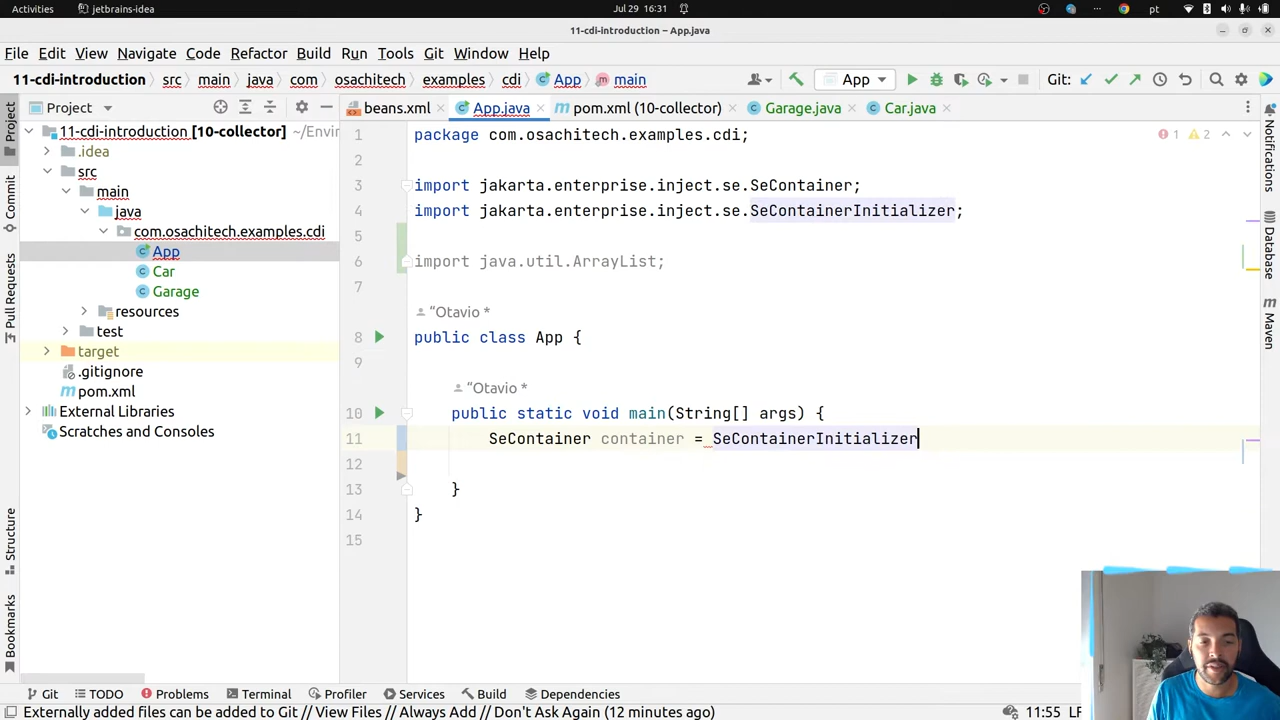 Activities
jetbrains-idea
Jul 29 16:31
pt
11-cdi-introduction – App.java
File Edit View Navigate Code Refactor Build Run Tools Git Window Help
11-cdi-introduction src main java com osachitech examples cdi App main
App
Git:
Project
beans.xml
App.java
pom.xml (10-collector)
Garage.java
Car.java
11-cdi-introduction [10-collector] ~/Envir
.idea
src
main
java
com.osachitech.examples.cdi
App
Car
Garage
resources
test
target
.gitignore
pom.xml
External Libraries
Scratches and Consoles
Project
Commit
Pull Requests
Structure
Bookmarks
1 package com.osachitech.examples.cdi;
2
3 import jakarta.enterprise.inject.se.SeContainer;
4 import jakarta.enterprise.inject.se.SeContainerInitializer;
5
6 import java.util.ArrayList;
7
"Otavio *
8 public class App {
9
"Otavio *
10 public static void main(String[] args) {
11 SeContainer container = SeContainerInitializer
12
13 }
14 }
15
1 2
Notifications
Database
Maven
Git TODO Problems Terminal Profiler Services Build Dependencies
Externally added files can be added to Git // View Files // Always Add // Don't Ask Again (12 minutes ago)
11:55 LF